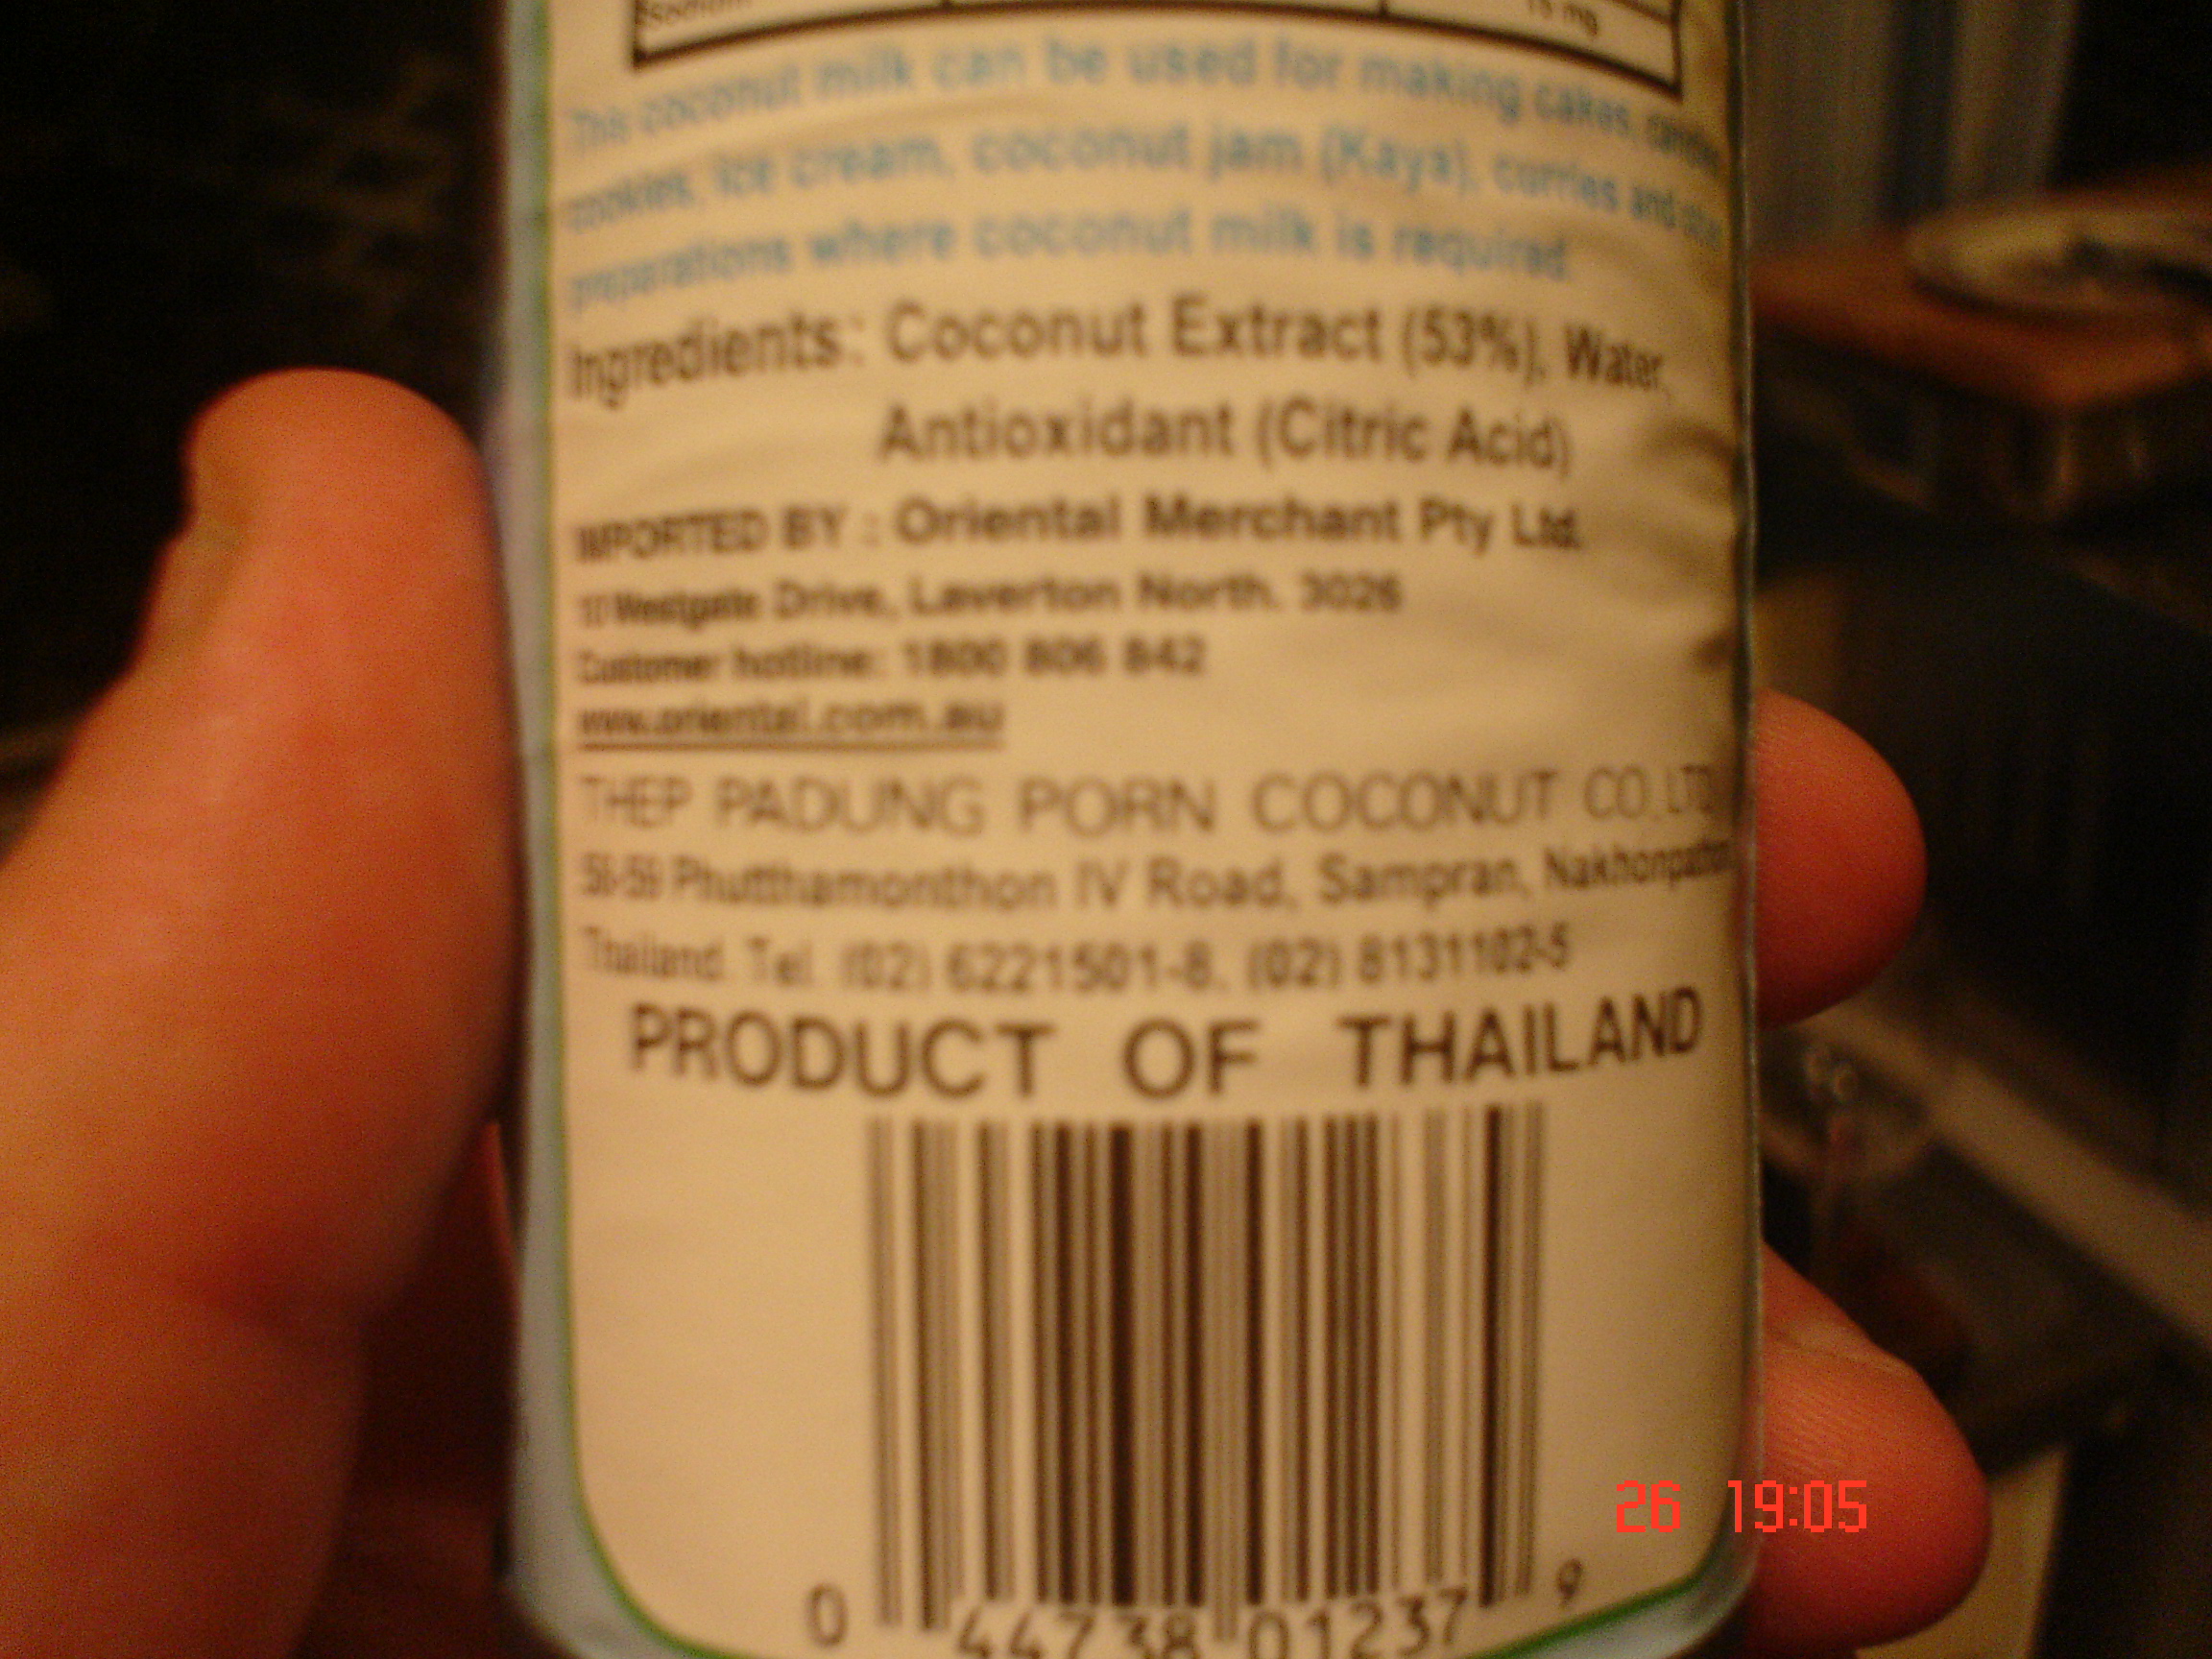 Sodium 15 mg
This coconut milk can be used for making cakes,
cookies, ice cream, coconut jam (Kaya), curries and
preparations where coconut milk is required.
Ingredients: Coconut Extract (53%), Water,
Antioxidant (Citric Acid)
IMPORTED BY : Oriental Merchant Pty Ltd.
Westgate Drive, Laverton North. 3026
Customer hotline: 1800 806 842
www.oriental.com.au
THEP PADUNG PORN COCONUT CO.,LTD
Phutthamonthon IV Road, Sampran, Nakhonpathom
Thailand. Tel. (02) 6221501-8, (02) 8131102-5
PRODUCT OF THAILAND
0 44738 01237 9
26 19:05